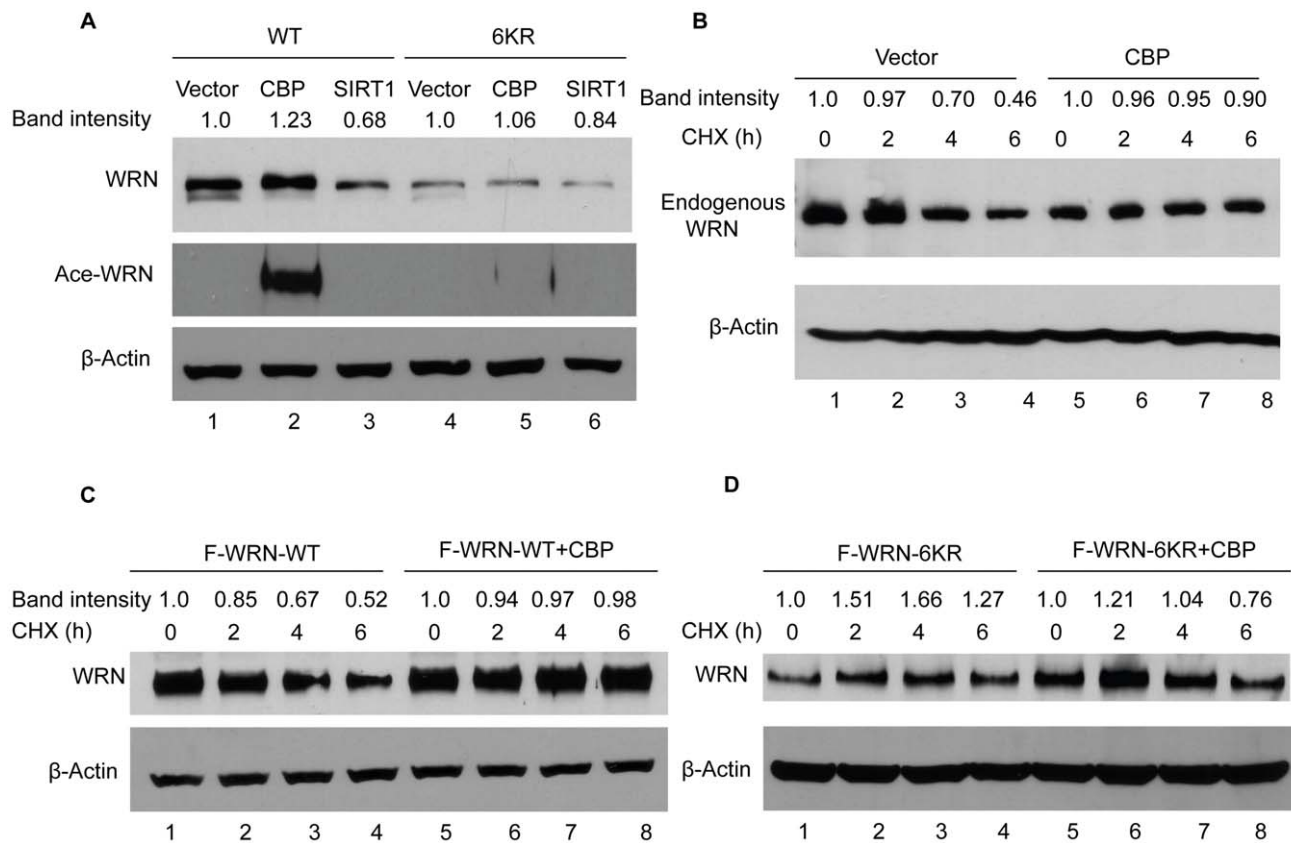 A
WT 6KR
Vector CBP SIRT1 Vector CBP SIRT1
Band intensity 1.0 1.23 0.68 1.0 1.06 0.84
WRN
Ace-WRN
β-Actin
1 2 3 4 5 6
B
Vector CBP
Band intensity 1.0 0.97 0.70 0.46 1.0 0.96 0.95 0.90
CHX (h) 0 2 4 6 0 2 4 6
Endogenous
WRN
β-Actin
1 2 3 4 5 6 7 8
C
F-WRN-WT F-WRN-WT+CBP
Band intensity 1.0 0.85 0.67 0.52 1.0 0.94 0.97 0.98
CHX (h) 0 2 4 6 0 2 4 6
WRN
β-Actin
1 2 3 4 5 6 7 8
D
F-WRN-6KR F-WRN-6KR+CBP
1.0 1.51 1.66 1.27 1.0 1.21 1.04 0.76
CHX (h) 0 2 4 6 0 2 4 6
WRN
β-Actin
1 2 3 4 5 6 7 8